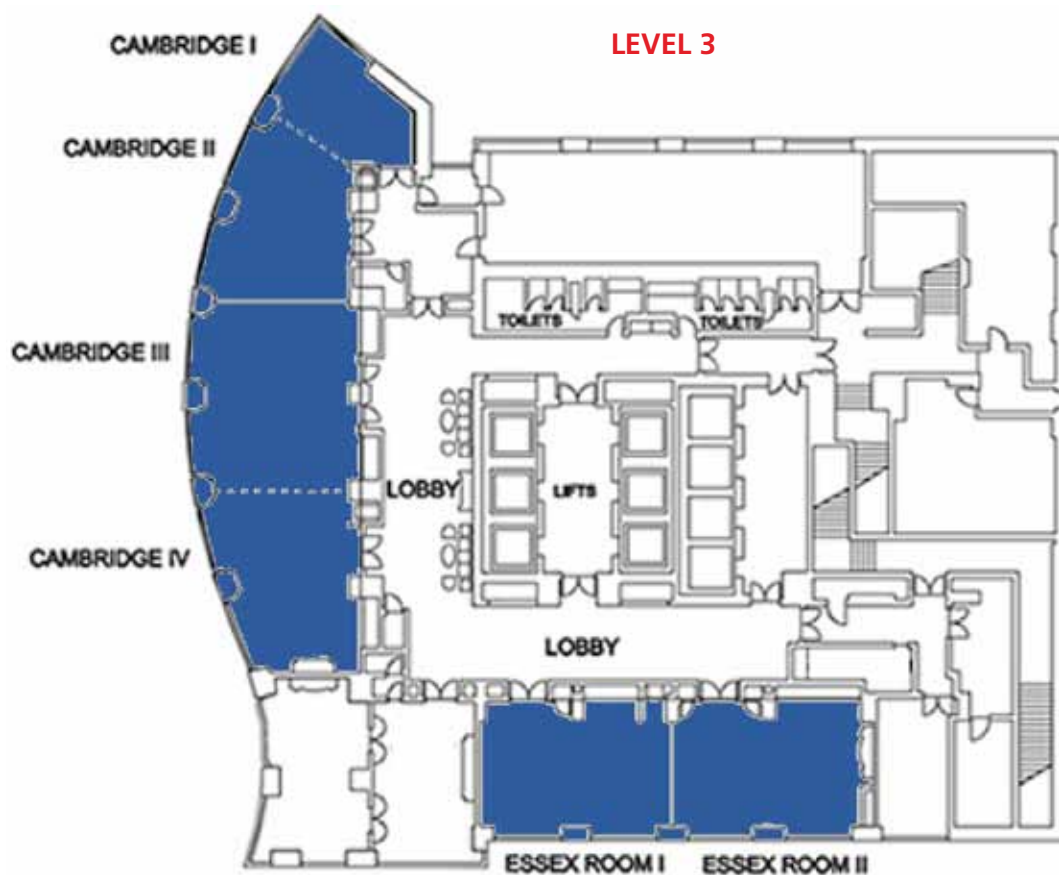 LEVEL 3
CAMBRIDGE I
CAMBRIDGE II
TOILETS
TOILETS
CAMBRIDGE III
LOBBY
LIFTS
CAMBRIDGE IV
LOBBY
ESSEX ROOM I
ESSEX ROOM II